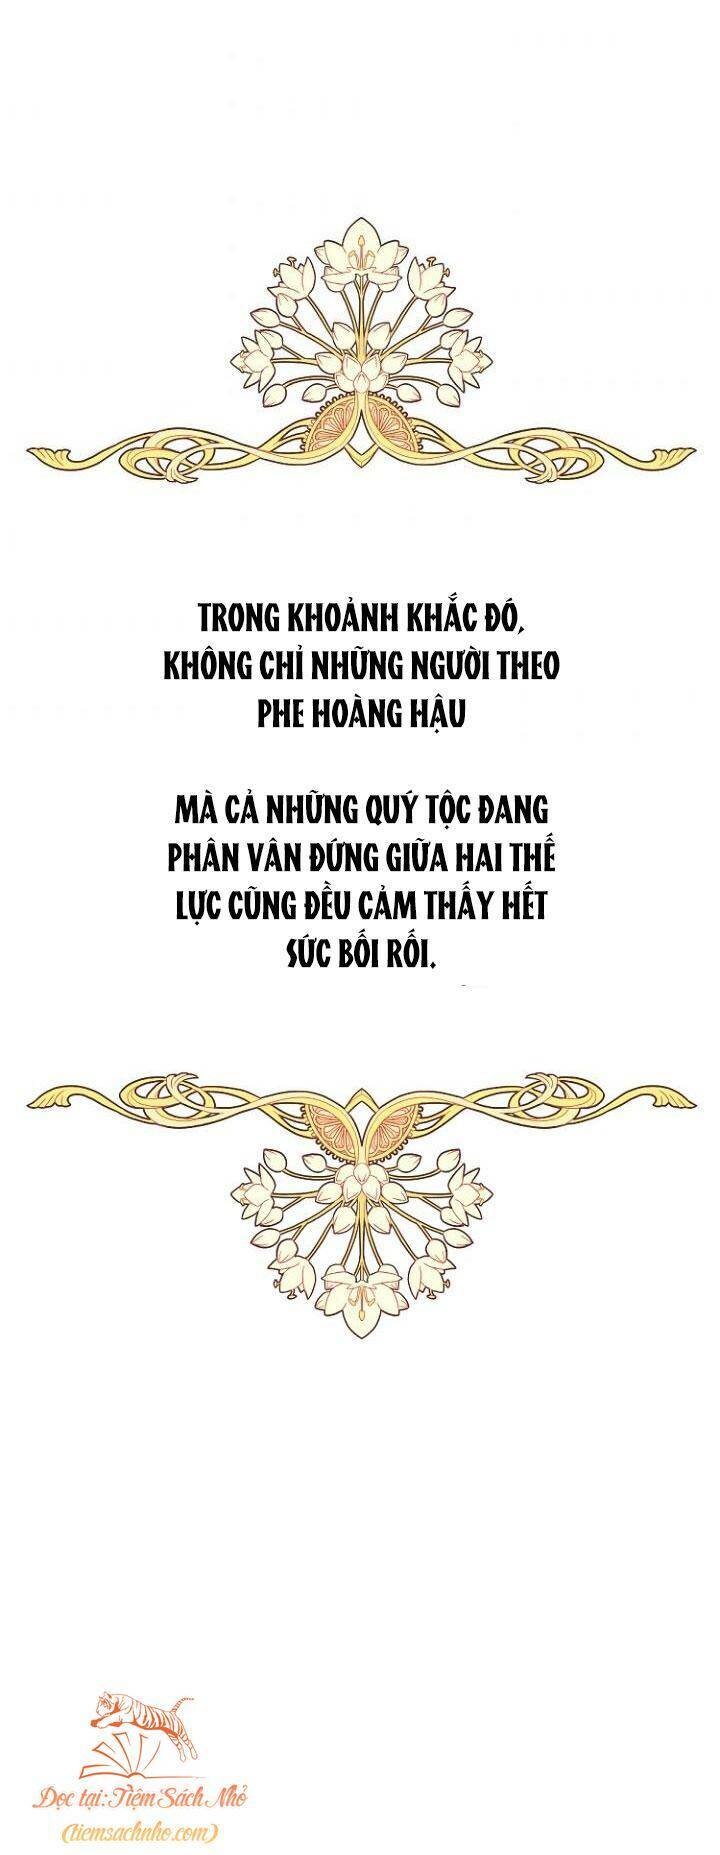 TRONG KHOẢNH KHẮC ĐÓ,
KHÔNG CHỈ NHỮNG NGƯỜI THEO
PHE HOÀNG HẬU
MÀ CẢ NHỮNG QUÝ TỘC ĐANG
PHÂN VÂN ĐỨNG GIỮA HAI THẾ
LỰC CŨNG ĐỀU CẢM THẤY HẾT
SỨC BỐI RỐI.
Đọc tại: Tiệm Sách Nhỏ
(tiemsachnho.com)